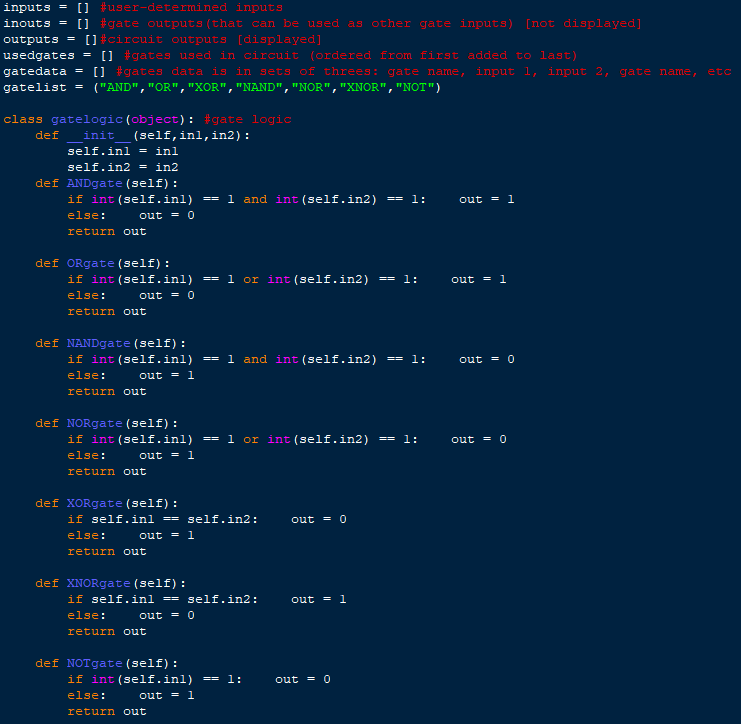 inputs = [] #user-determined inputs
inouts = [] #gate outputs(that can be used as other gate inputs) [not displayed]
outputs = []#circuit outputs [displayed]
usedgates = [] #gates used in circuit (ordered from first added to last)
gatedata = [] #gates data is in sets of threes: gate name, input 1, input 2, gate name, etc
gatelist = ("AND","OR","XOR","NAND","NOR","XNOR","NOT")

class gatelogic(object): #gate logic
    def __init__(self,in1,in2):
        self.in1 = in1
        self.in2 = in2
    def ANDgate(self):
        if int(self.in1) == 1 and int(self.in2) == 1:    out = 1
        else:    out = 0
        return out

    def ORgate(self):
        if int(self.in1) == 1 or int(self.in2) == 1:    out = 1
        else:    out = 0
        return out

    def NANDgate(self):
        if int(self.in1) == 1 and int(self.in2) == 1:    out = 0
        else:    out = 1
        return out

    def NORgate(self):
        if int(self.in1) == 1 or int(self.in2) == 1:    out = 0
        else:    out = 1
        return out

    def XORgate(self):
        if self.in1 == self.in2:    out = 0
        else:    out = 1
        return out

    def XNORgate(self):
        if self.in1 == self.in2:    out = 1
        else:    out = 0
        return out

    def NOTgate(self):
        if int(self.in1) == 1:    out = 0
        else:    out = 1
        return out